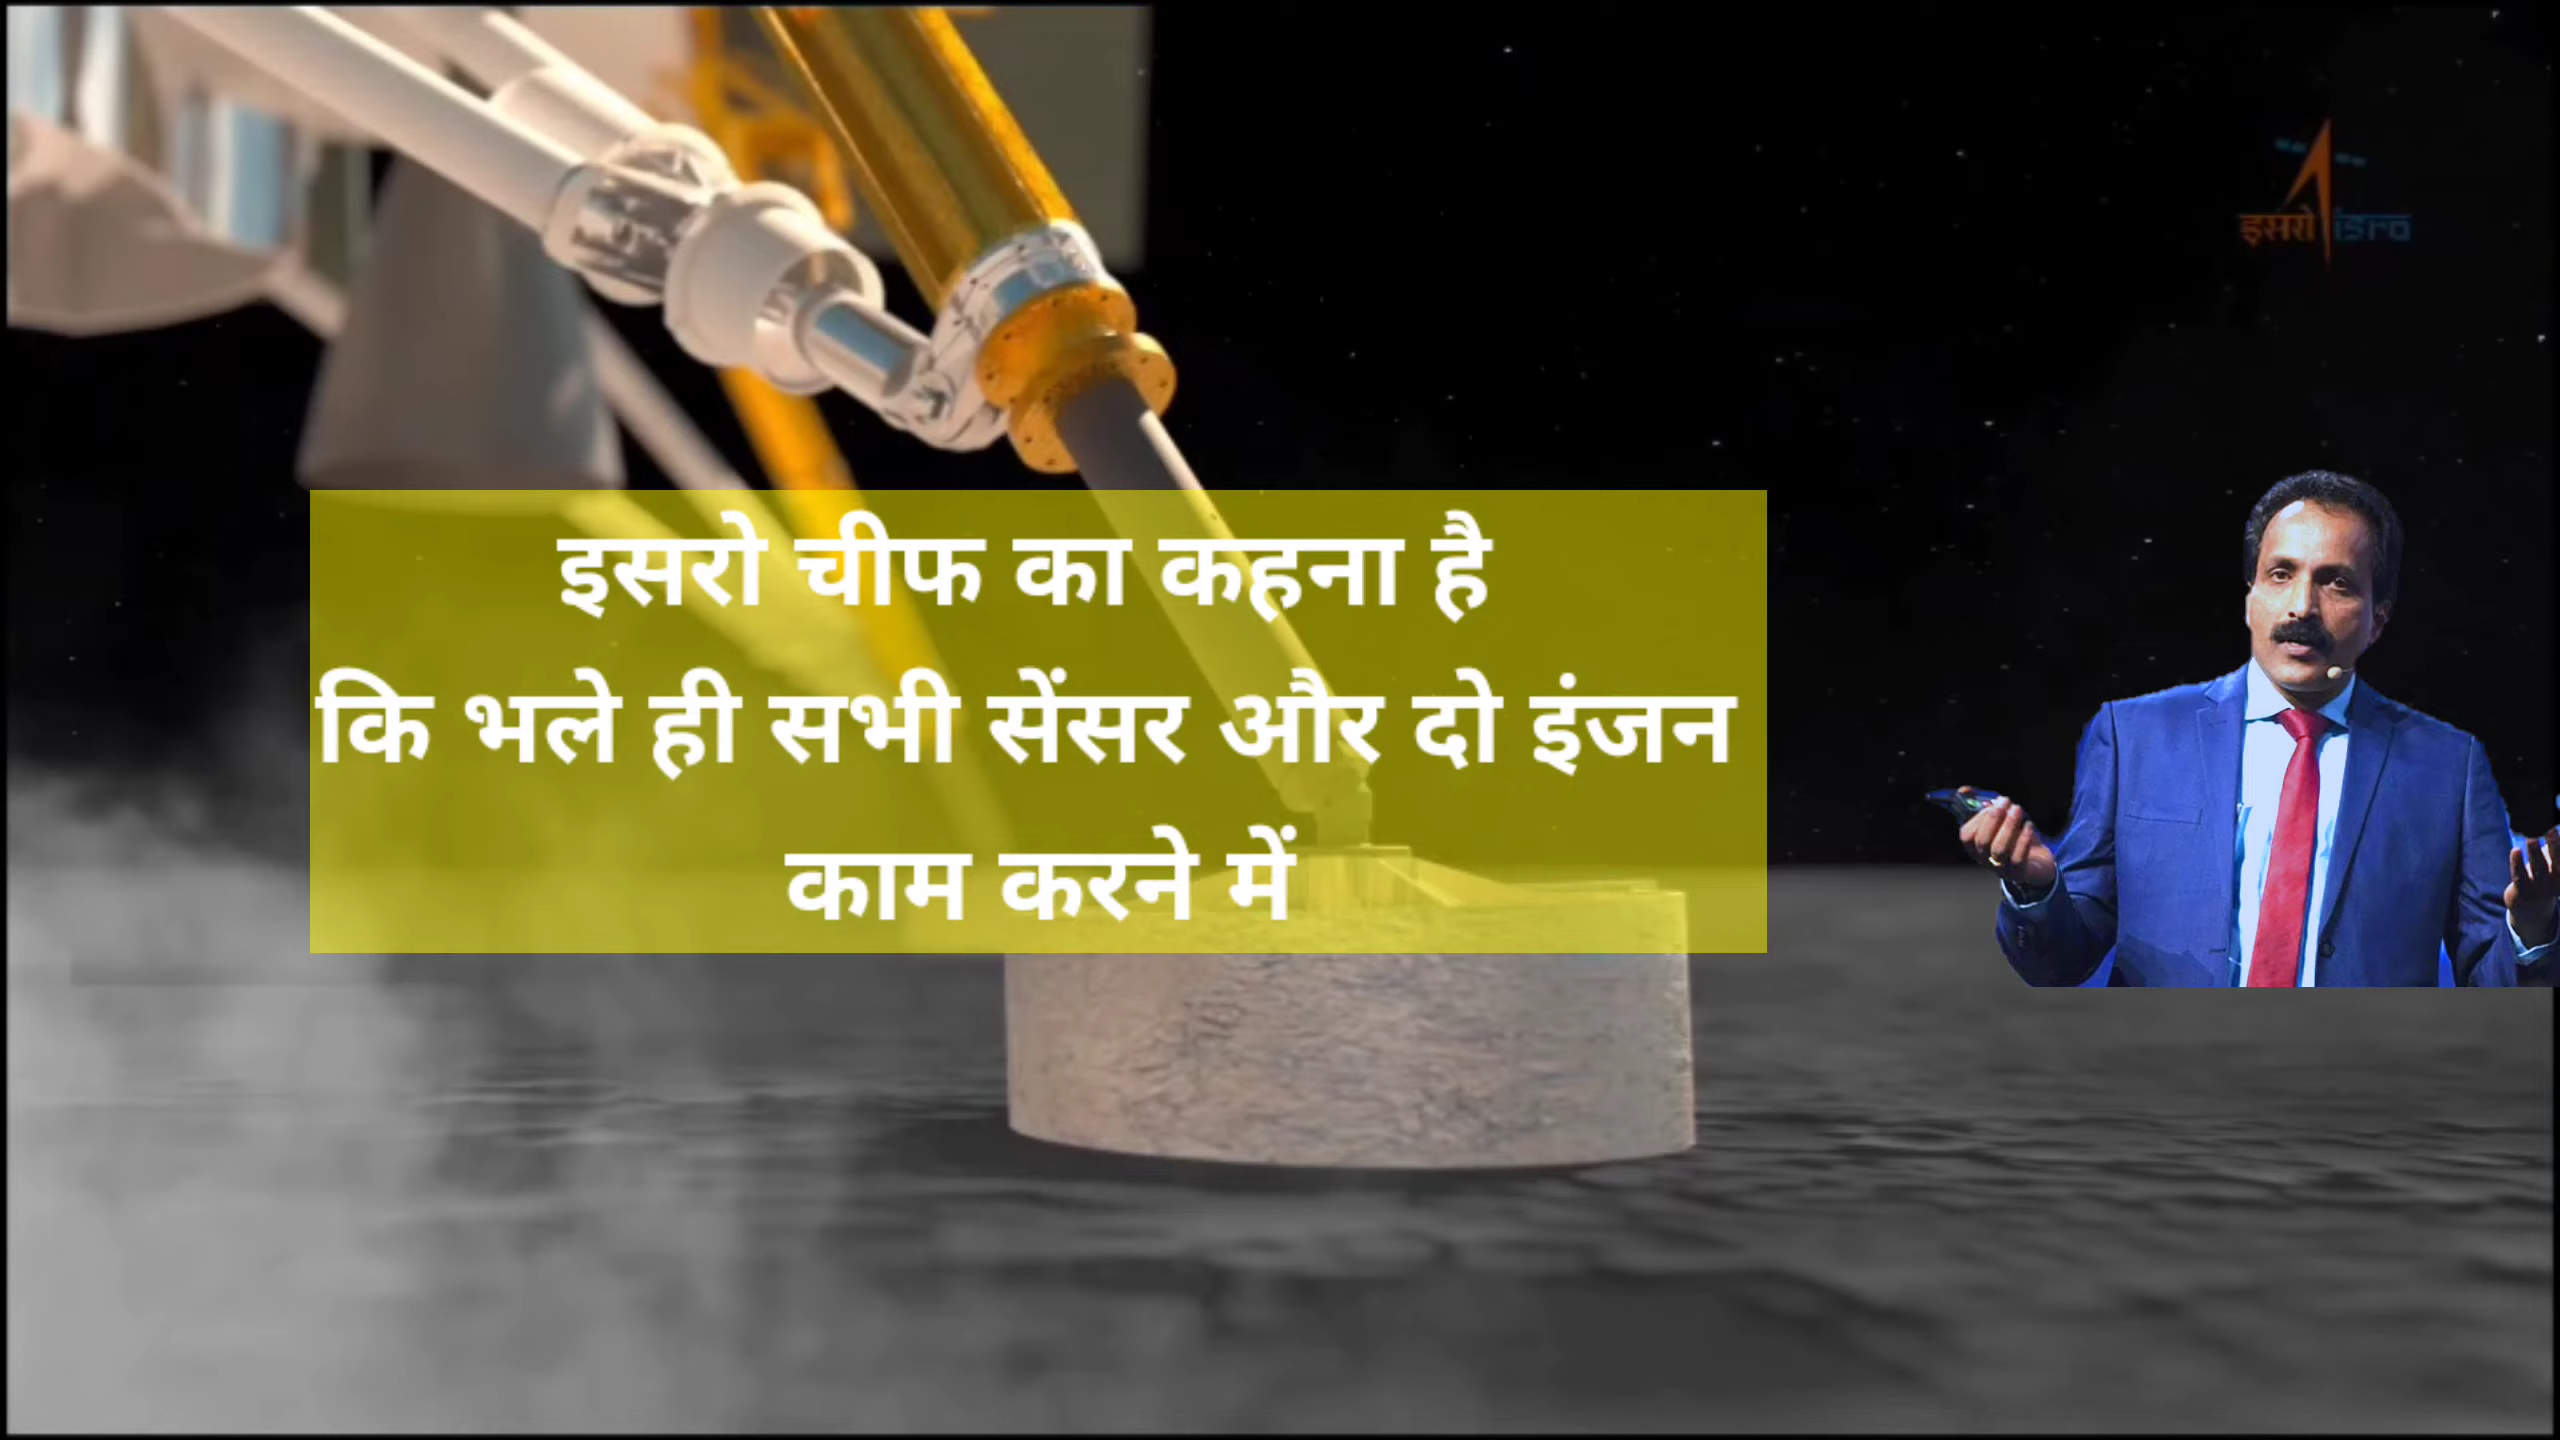 इसरो isro
इसरो चीफ का कहना है
कि भले ही सभी सेंसर और दो इंजन
काम करने में